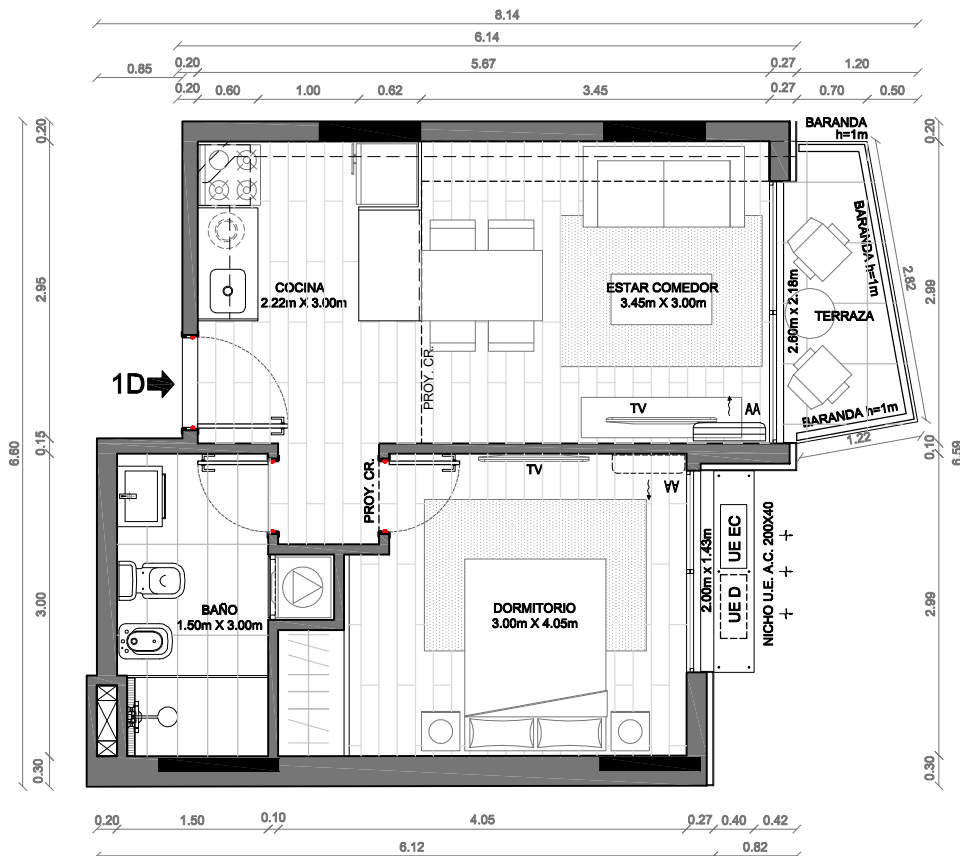 8.14
6.14
0.20 5.67 0.27 1.20
0.85
0.20 0.60 1.00 0.62 3.45 0.27 0.70 0.50
BARANDA
h=1m
0.20
0.20
BARANDA h=1m
2.82
2.95
2.99
COCINA
2.22m X 3.00m
ESTAR COMEDOR
3.45m X 3.00m
2.60m x 2.18m
TERRAZA
PROY. CR.
1D
TV
AA
BARANDA h=1m
1.22
6.60
0.15
0.10
6.59
PROY. CR.
TV
AA
2.00m x 1.43m
UE EC
UE D
NICHO U.E. A.C. 200X40
3.00
2.99
BAÑO
1.50m X 3.00m
DORMITORIO
3.00m X 4.05m
0.30
0.30
0.20 1.50 0.10 4.05 0.27 0.40 0.42
6.12 0.82